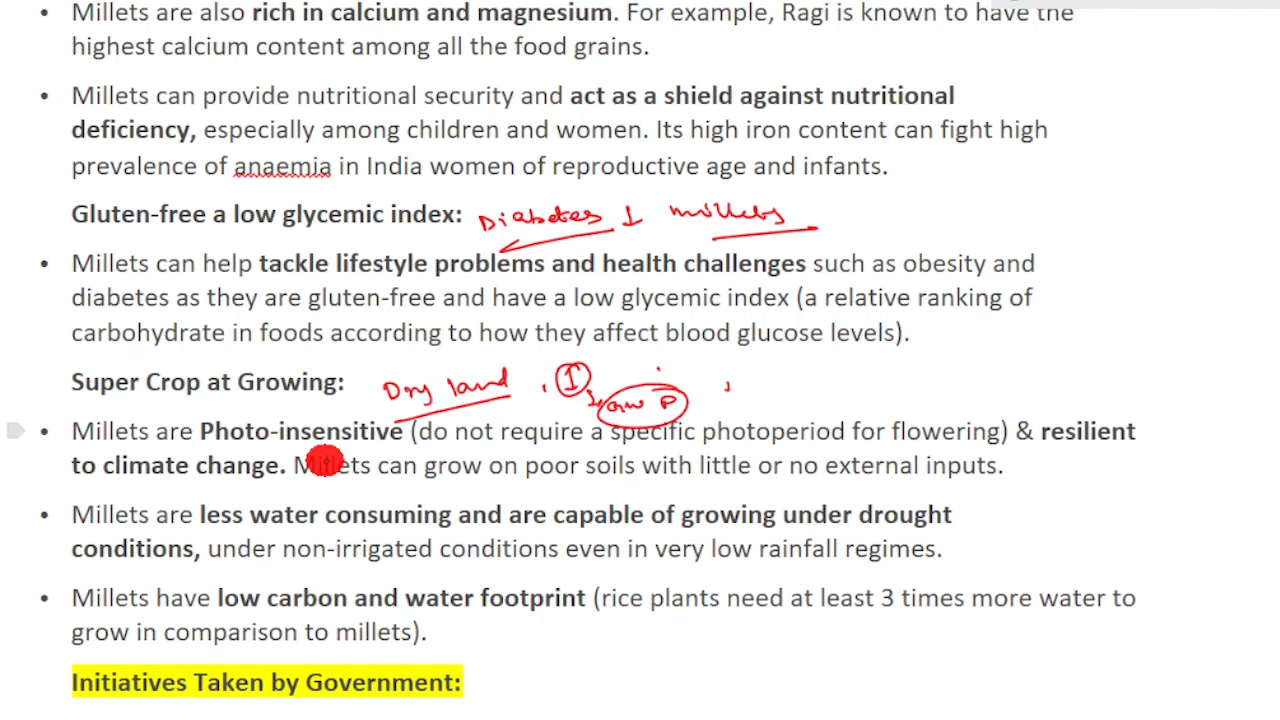 • Millets are also rich in calcium and magnesium. For example, Ragi is known to have the
highest calcium content among all the food grains.
• Millets can provide nutritional security and act as a shield against nutritional
deficiency, especially among children and women. Its high iron content can fight high
prevalence of anaemia in India women of reproductive age and infants.
Gluten-free a low glycemic index: Diabetes ↓ millets
• Millets can help tackle lifestyle problems and health challenges such as obesity and
diabetes as they are gluten-free and have a low glycemic index (a relative ranking of
carbohydrate in foods according to how they affect blood glucose levels).
Super Crop at Growing: Dry land , I low P
• Millets are Photo-insensitive (do not require a specific photoperiod for flowering) & resilient
to climate change. Millets can grow on poor soils with little or no external inputs.
• Millets are less water consuming and are capable of growing under drought
conditions, under non-irrigated conditions even in very low rainfall regimes.
• Millets have low carbon and water footprint (rice plants need at least 3 times more water to
grow in comparison to millets).
Initiatives Taken by Government: